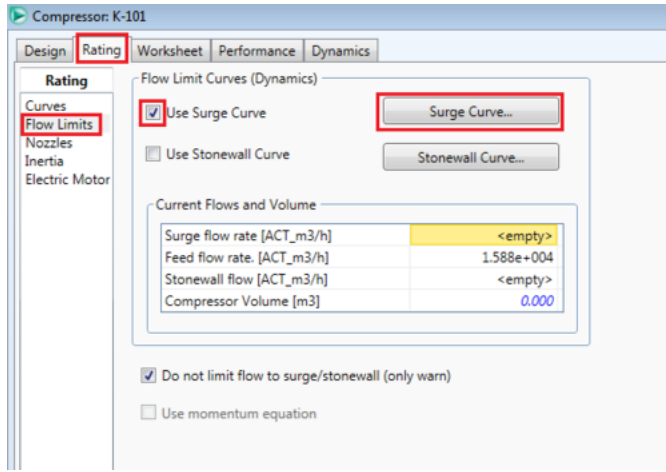 Compressor: K-101
Design Rating Worksheet Performance Dynamics
Rating
Curves
Flow Limits
Nozzles
Inertia
Electric Motor
Flow Limit Curves (Dynamics)
Use Surge Curve
Surge Curve...
Use Stonewall Curve
Stonewall Curve...
Current Flows and Volume
Surge flow rate [ACT_m3/h] <empty>
Feed flow rate. [ACT_m3/h] 1.588e+004
Stonewall flow [ACT_m3/h] <empty>
Compressor Volume [m3] 0.000
Do not limit flow to surge/stonewall (only warn)
Use momentum equation